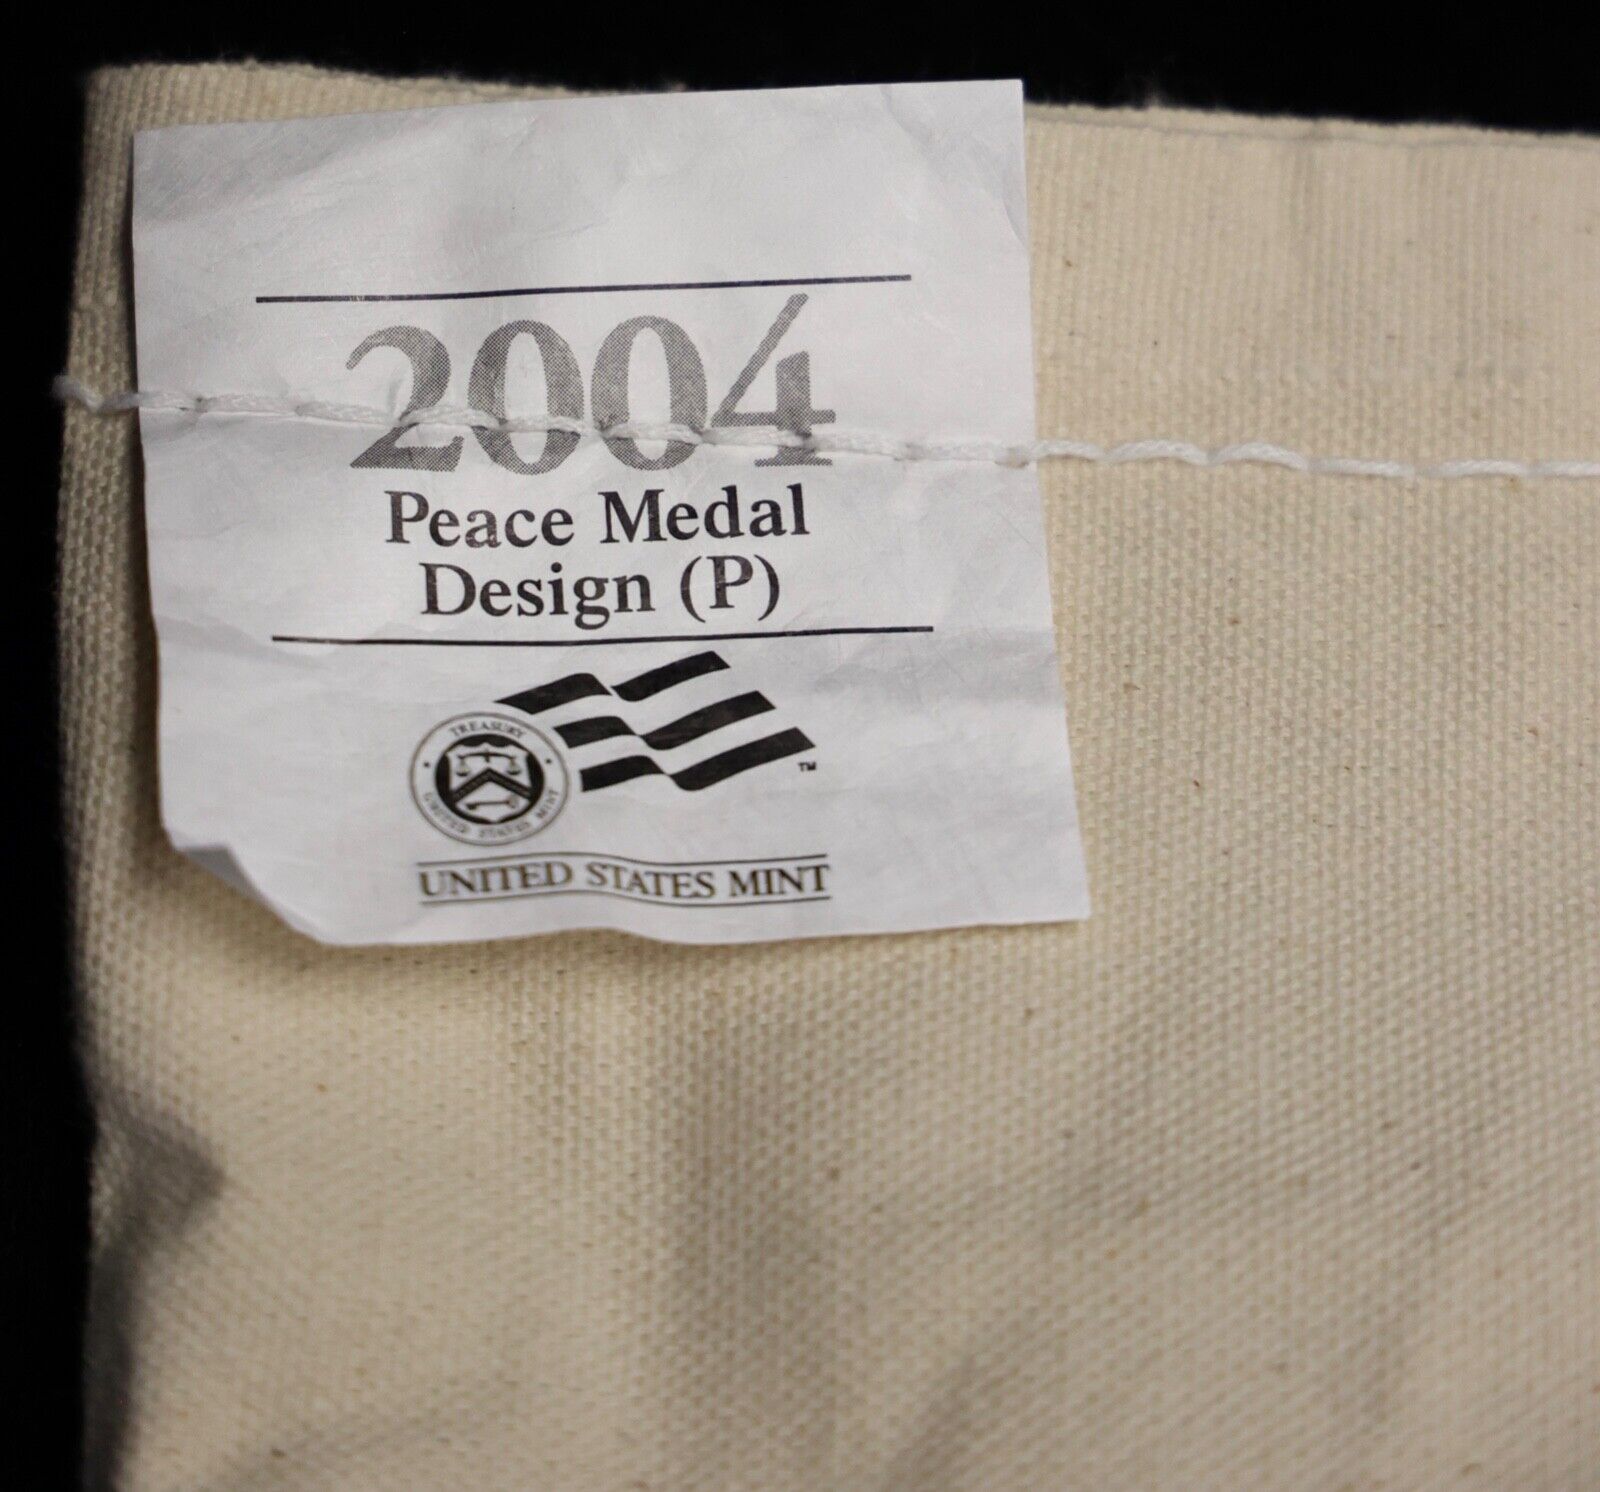 2004
Peace Medal
Design (P)
TREASURY
UNITED STATES MINT
TM
UNITED STATES MINT